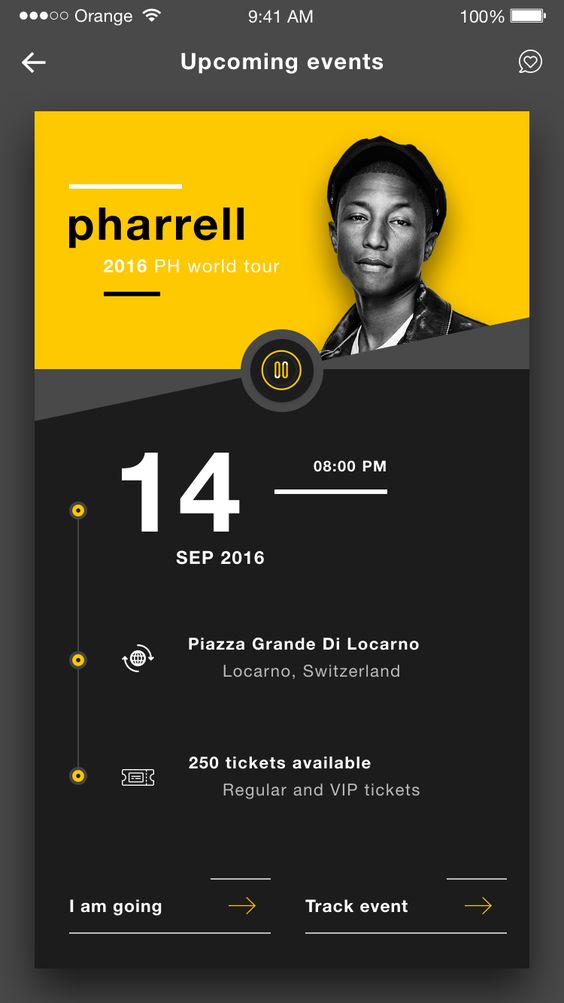 Orange 9:41 AM 100%
Upcoming events
pharrell
2016 PH world tour
14
08:00 PM
SEP 2016
Piazza Grande Di Locarno
Locarno, Switzerland
250 tickets available
Regular and VIP tickets
I am going
Track event